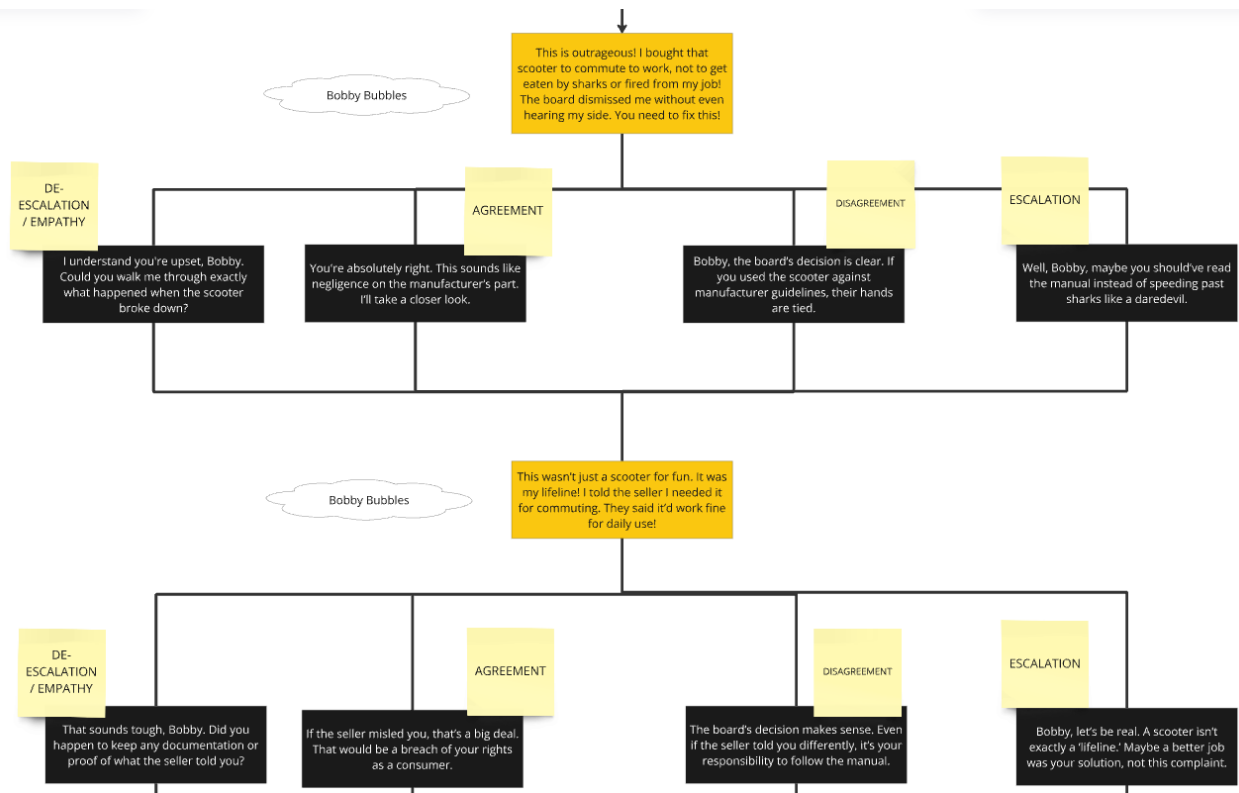 This is outrageous! I bought that
scooter to commute to work, not to get
eaten by sharks or fired from my job!
The board dismissed me without even
hearing my side. You need to fix this!
Bobby Bubbles
DE-
ESCALATION
/ EMPATHY
I understand you're upset, Bobby.
Could you walk me through exactly
what happened when the scooter
broke down?
AGREEMENT
You're absolutely right. This sounds like
negligence on the manufacturer's part.
I'll take a closer look.
DISAGREEMENT
Bobby, the board's decision is clear. If
you used the scooter against
manufacturer guidelines, their hands
are tied.
ESCALATION
Well, Bobby, maybe you should've read
the manual instead of speeding past
sharks like a daredevil.
This wasn't just a scooter for fun. It was
my lifeline! I told the seller I needed it
for commuting. They said it'd work fine
for daily use!
Bobby Bubbles
DE-
ESCALATION
/ EMPATHY
That sounds tough, Bobby. Did you
happen to keep any documentation or
proof of what the seller told you?
AGREEMENT
If the seller misled you, that's a big deal.
That would be a breach of your rights
as a consumer.
DISAGREEMENT
The board's decision makes sense. Even
if the seller told you differently, it's your
responsibility to follow the manual.
ESCALATION
Bobby, let's be real. A scooter isn't
exactly a 'lifeline.' Maybe a better job
was your solution, not this complaint.